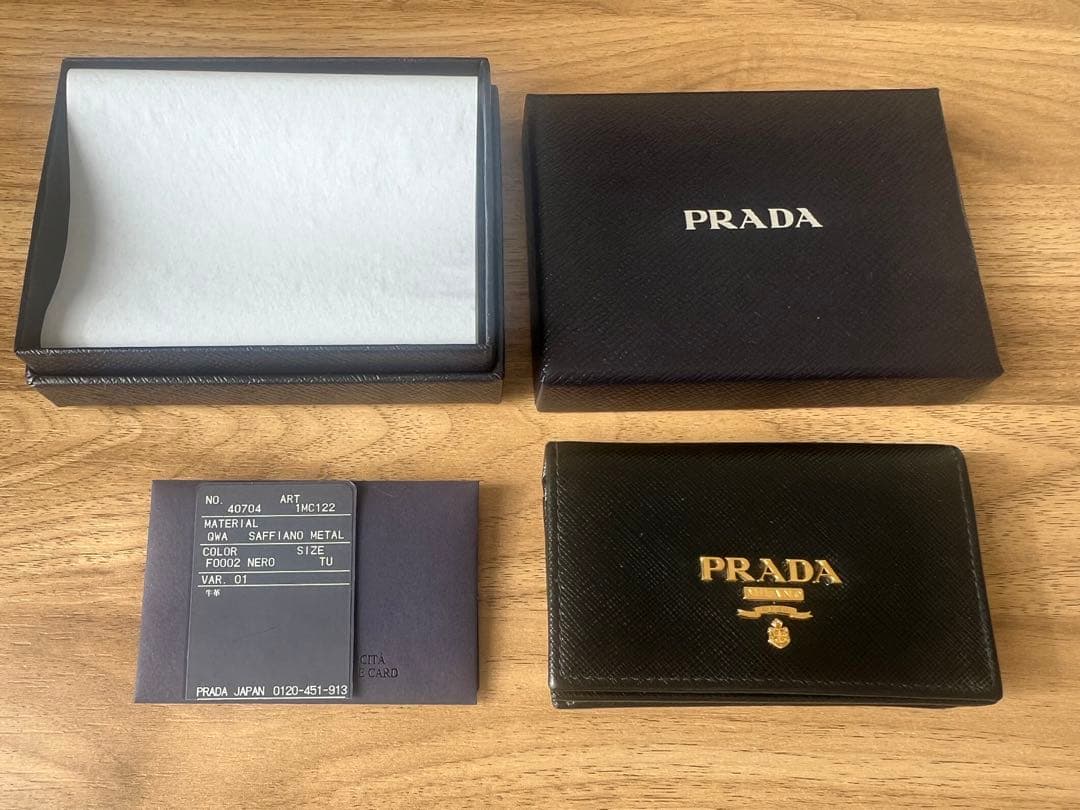 PRADA
NO. ART
40704 1MC122
MATERIAL
QWA SAFFIANO METAL
COLOR SIZE
F0002 NERO TU
VAR. 01
牛革
PRADA JAPAN 0120-451-913
CITÀ
E CARD
PRADA
MILANO